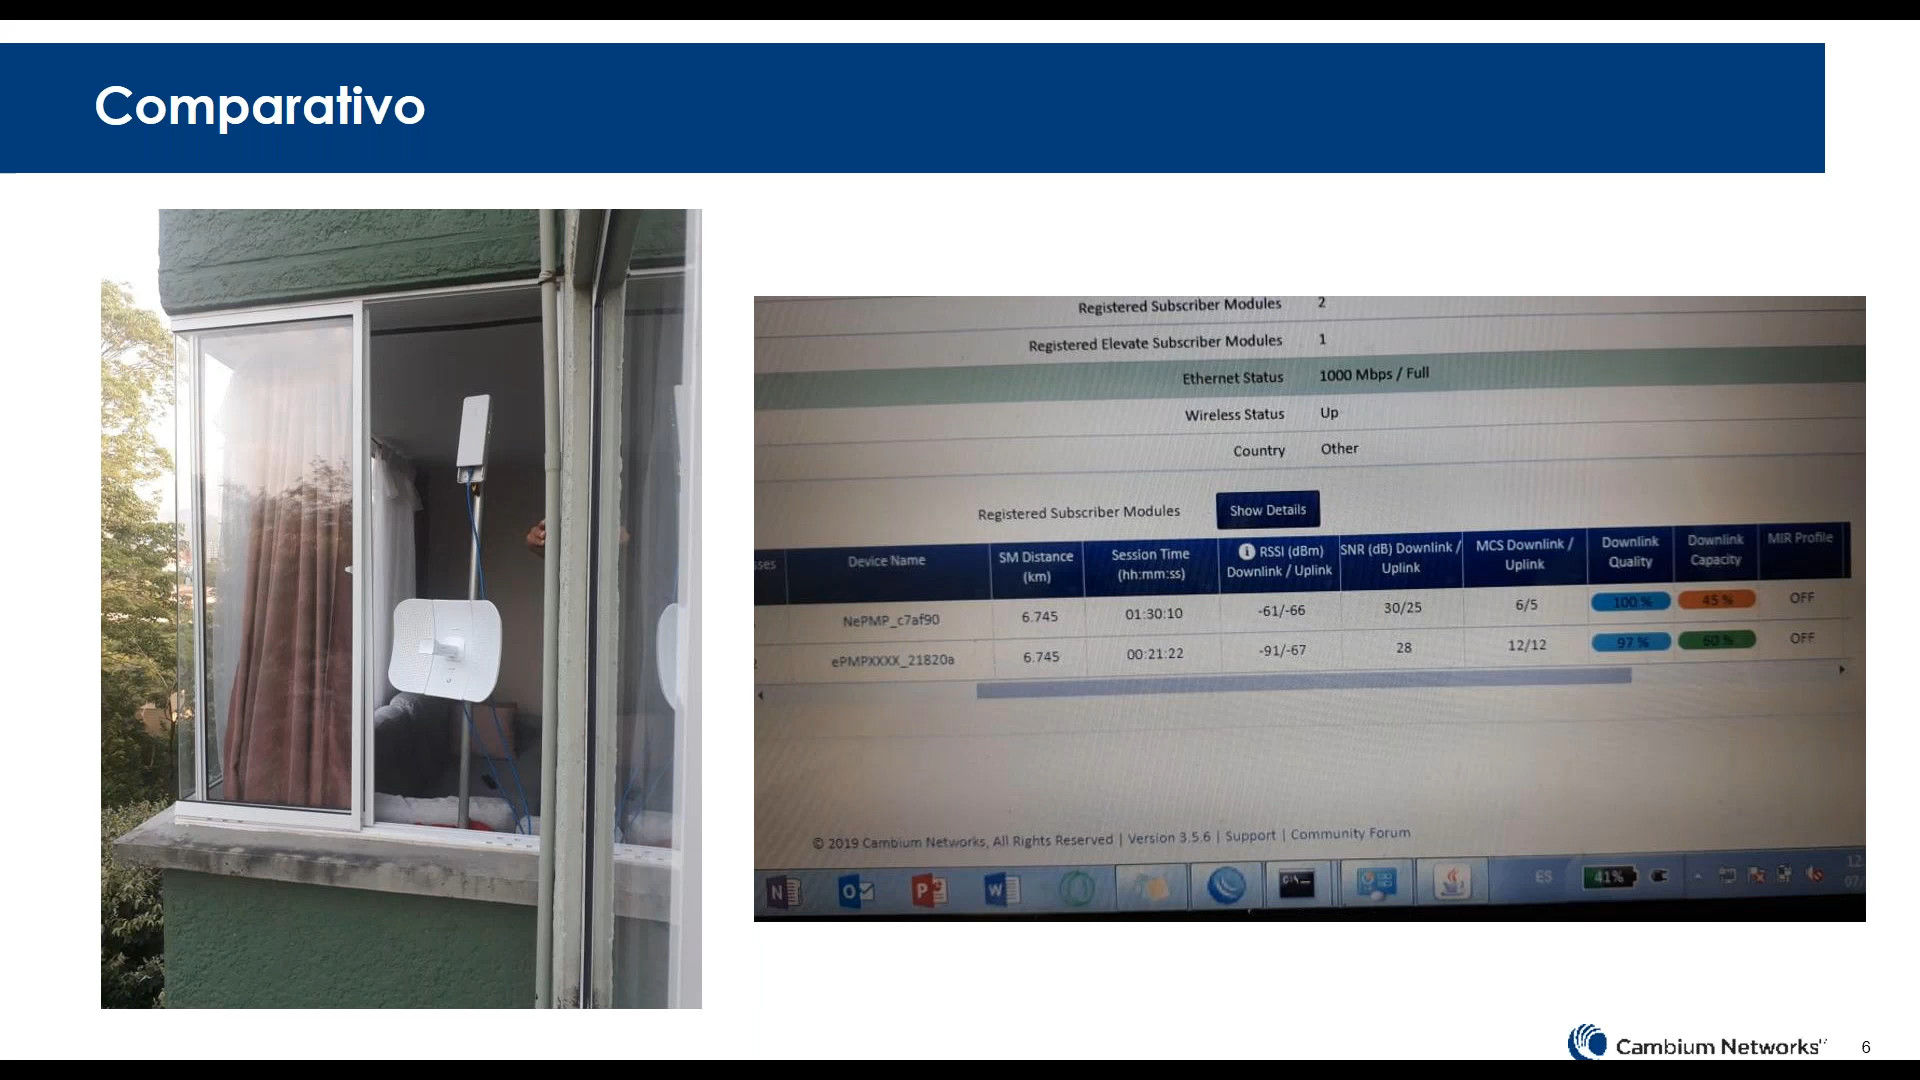 Comparativo
Registered Subscriber Modules 2
Registered Elevate Subscriber Modules 1
Ethernet Status 1000 Mbps / Full
Wireless Status Up
Country Other
Registered Subscriber Modules Show Details
Device Name SM Distance (km) Session Time (hh:mm:ss) RSSI (dBm) Downlink / Uplink SNR (dB) Downlink / Uplink MCS Downlink / Uplink Downlink Quality Downlink Capacity MIR Profile
NePMP_c7af90 6.745 01:30:10 -61/-66 30/25 6/5 100 % 45 % OFF
ePMPXXXX_21820a 6.745 00:21:22 -91/-67 28 12/12 97 % 60 % OFF
© 2019 Cambium Networks, All Rights Reserved | Version 3.5.6 | Support | Community Forum
ES 41%
Cambium Networks 6